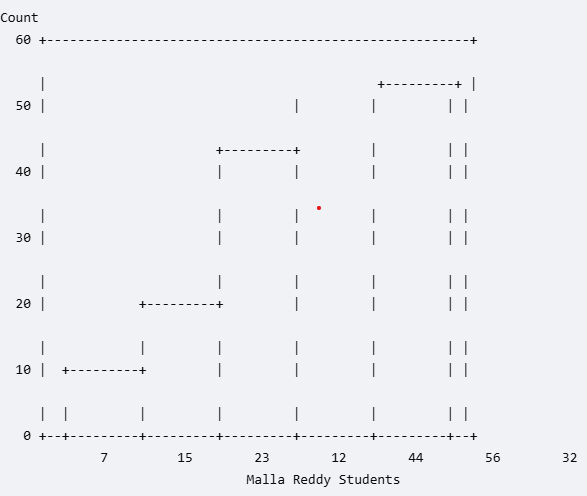 Count
60 +-------------------------------------------------------+
| +---------+ |
50 | | | | |
| +---------+ | | |
40 | | | | | |
| | | | | |
30 | | | | | |
| | | | | |
20 | +---------+ | | | |
| | | | | | |
10 | +---------+ | | | | |
| | | | | | | |
0 +--+---------+---------+---------+---------+---------+--+
7 15 23 12 44 56 32
Malla Reddy Students